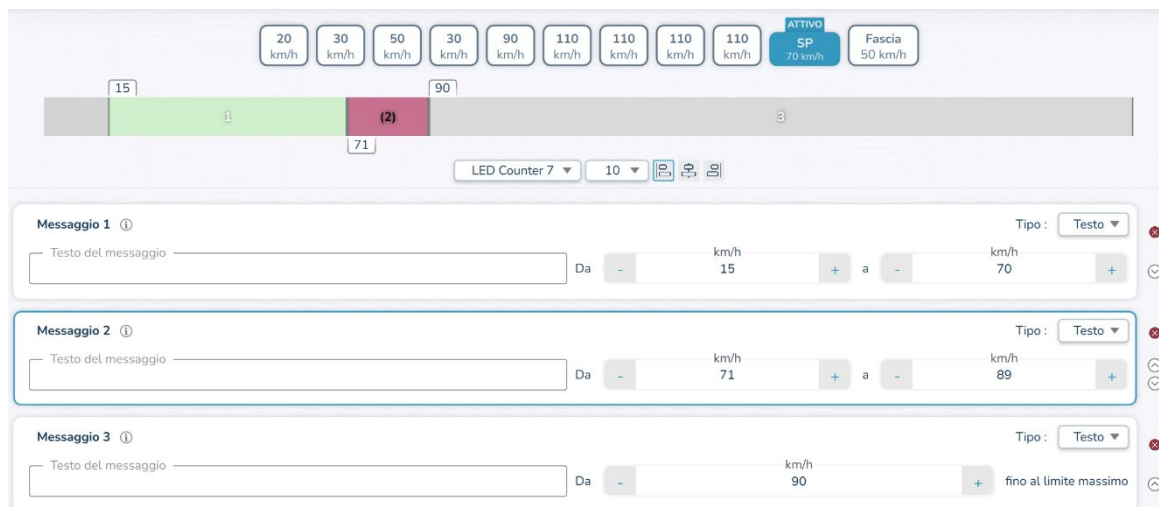 ATTIVO
20 30 50 30 90 110 110 110 110 SP Fascia
km/h km/h km/h km/h km/h km/h km/h km/h km/h 70 km/h 50 km/h
15 90
1 (2) 3
71
LED Counter 7 10
Messaggio 1 Tipo : Testo
Testo del messaggio km/h km/h
Da - 15 + a - 70 +
Messaggio 2 Tipo : Testo
Testo del messaggio km/h km/h
Da - 71 + a - 89 +
Messaggio 3 Tipo : Testo
Testo del messaggio km/h
Da - 90 + fino al limite massimo